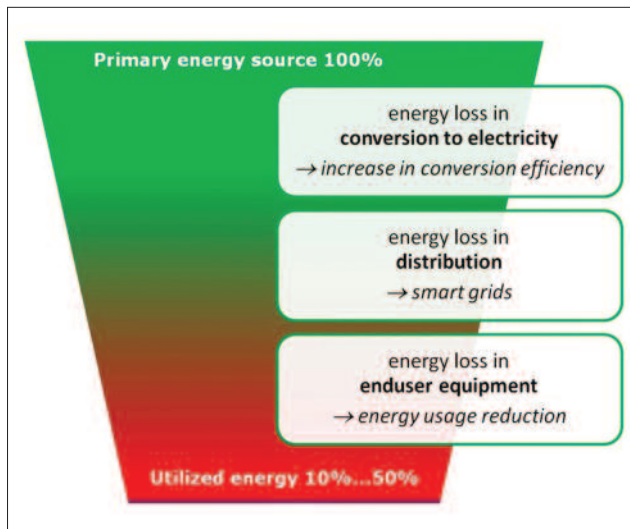 Primary energy source 100%
energy loss in
conversion to electricity
→ increase in conversion efficiency
energy loss in
distribution
→ smart grids
energy loss in
enduser equipment
→ energy usage reduction
Utilized energy 10%...50%